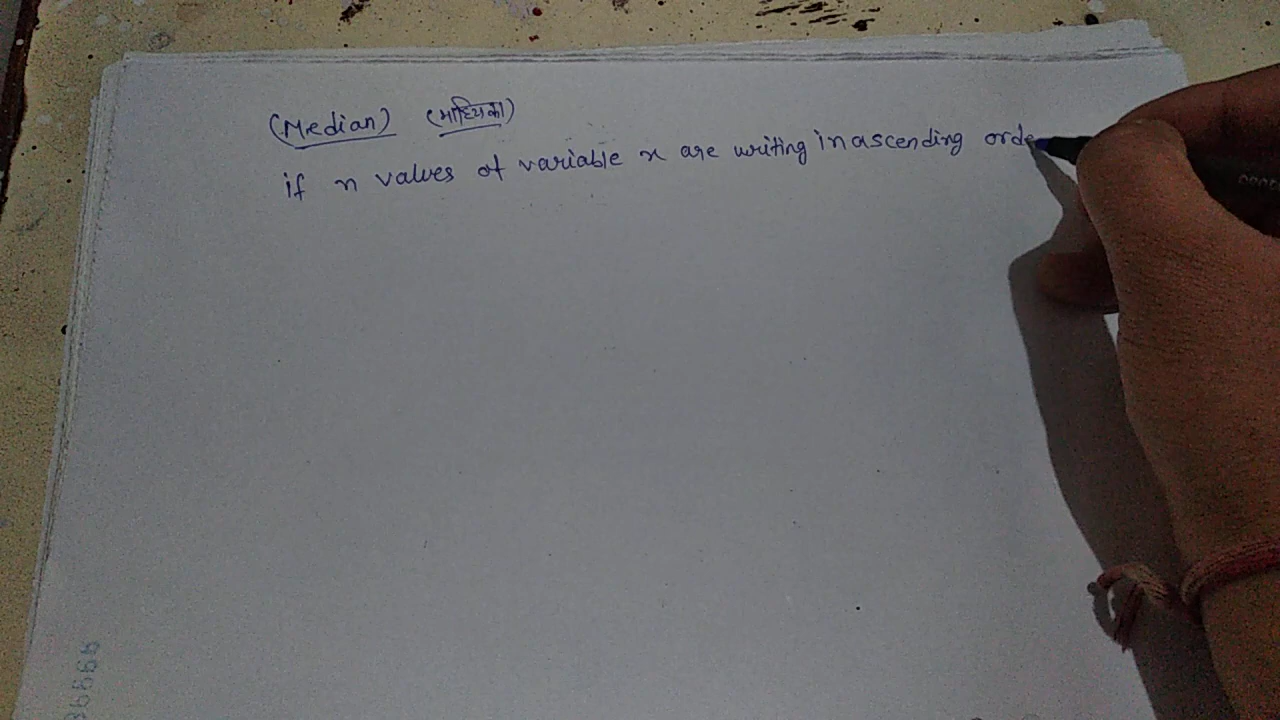 (Median) (माध्यिका)
if n values of variable x are writing in ascending orde